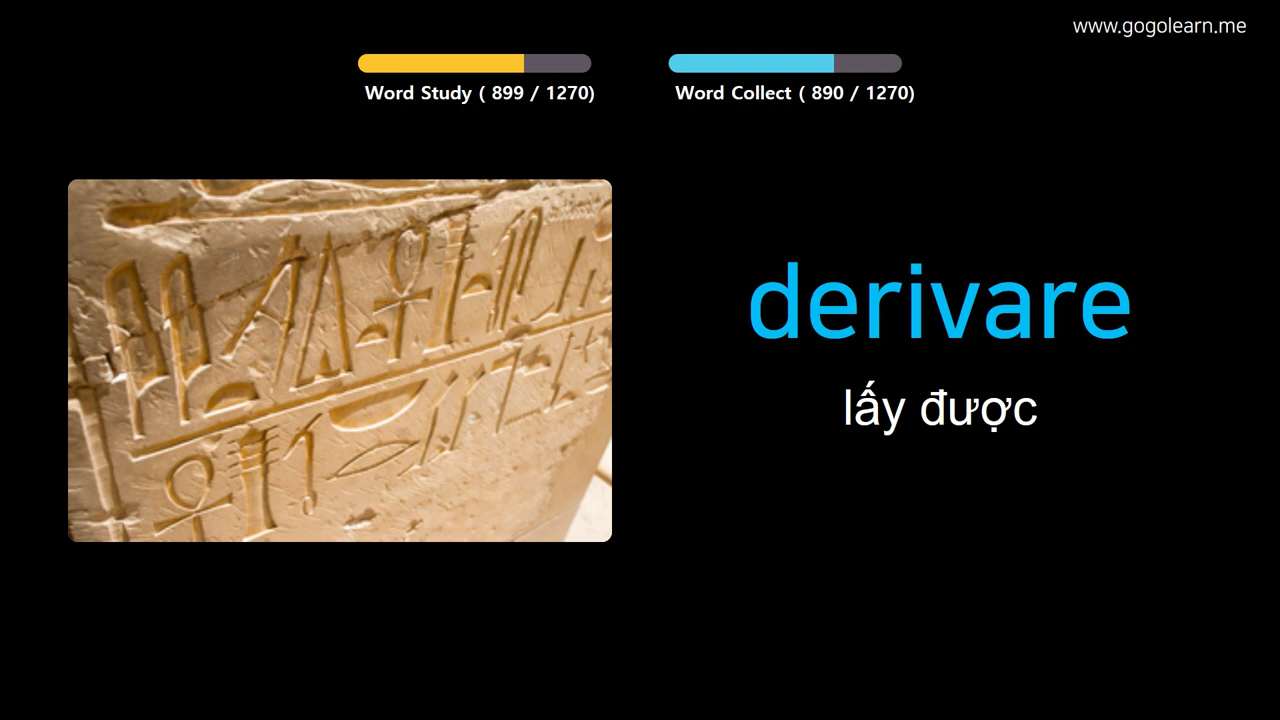 www.gogolearn.me
Word Study ( 899 / 1270)
Word Collect ( 890 / 1270)
derivare
lấy được